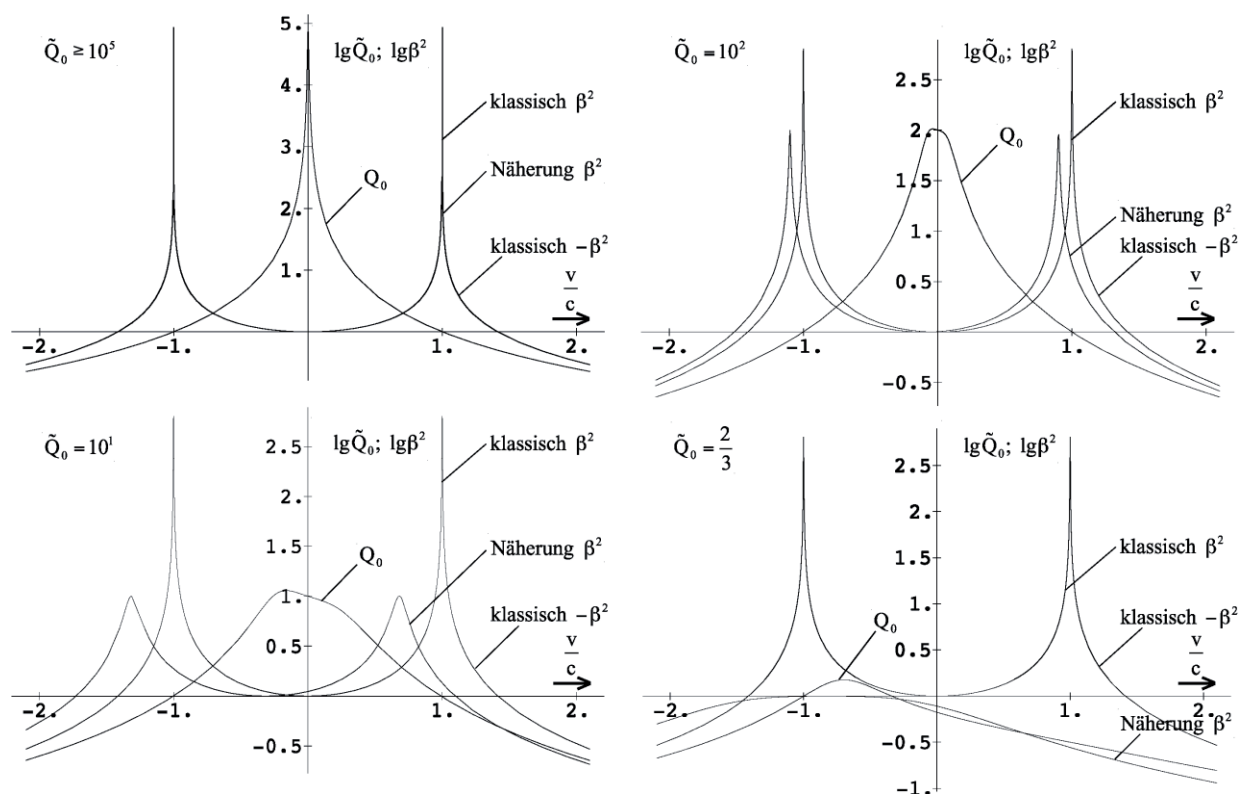 Q̃₀ ≥ 10⁵
lgQ̃₀; lgβ²
5.
4.
3.
2.
1.
klassisch β²
Näherung β²
Q₀
klassisch −β²
v
c
-2.
-1.
1.
2.
Q̃₀ = 10²
lgQ̃₀; lgβ²
2.5
2.
1.5
1.
0.5
-0.5
klassisch β²
Q₀
Näherung β²
klassisch −β²
v
c
-2.
-1.
1.
2.
Q̃₀ = 10¹
lgQ̃₀; lgβ²
2.5
2.
1.5
1.
0.5
-0.5
klassisch β²
Q₀
Näherung β²
klassisch −β²
v
c
-2.
-1.
1.
2.
Q̃₀ = 2
3
lgQ̃₀; lgβ²
2.5
2.
1.5
1.
0.5
-0.5
-1.
klassisch β²
Q₀
klassisch −β²
v
c
-2.
-1.
1.
2.
Näherung β²